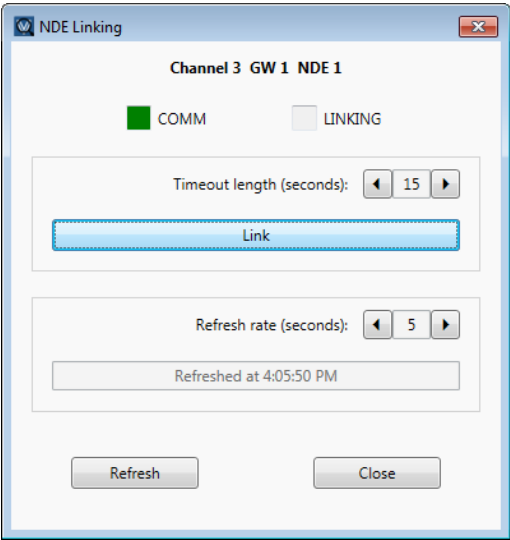 NDE Linking
Channel 3 GW 1 NDE 1
COMM LINKING
Timeout length (seconds): 15
Link
Refresh rate (seconds): 5
Refreshed at 4:05:50 PM
Refresh Close